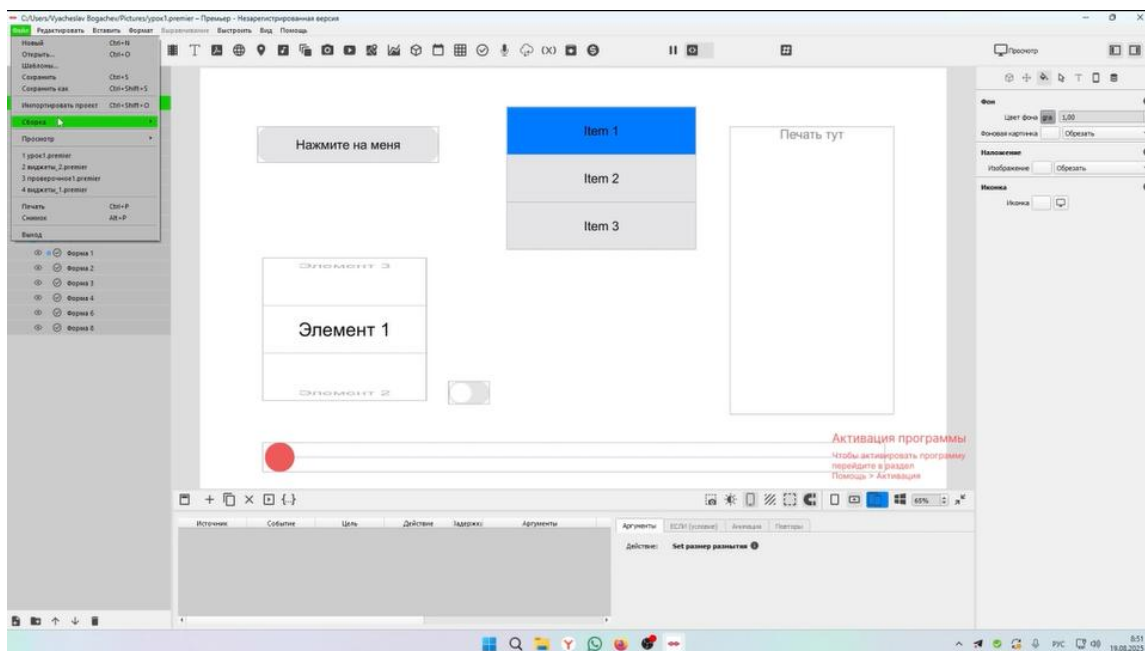 C:/Users/Vyacheslav Bogachev/Pictures/урок1.premier – Премьер - Незарегистрированная версия
Файл Редактировать Вставить Формат Выравнивание Выстроить Вид Помощь
Новый Ctrl+N
Открыть... Ctrl+O
Шаблоны...
Сохранить Ctrl+S
Сохранить как Ctrl+Shift+S
Импортировать проект Ctrl+Shift+O
Сборка
Просмотр
1 урок1.premier
2 виджеты_2.premier
3 проверочное1.premier
4 виджеты_1.premier
Печать Ctrl+P
Снимок Alt+P
Выход
Форма 1
Форма 2
Форма 3
Форма 4
Форма 6
Форма 8
Нажмите на меня
Item 1
Item 2
Item 3
Печать тут
Элемент 3
Элемент 1
Элемент 2
Активация программы
Чтобы активировать программу
перейдите в раздел
Помощь > Активация
65%
Источник Событие Цель Действие Задержка Аргументы
Аргументы ЕСЛИ (условие) Анимация Повторы
Действие: Set размер размытия
Просмотр
Фон
Цвет фона 1,00
Фоновая картинка Обрезать
Наложение
Изображение Обрезать
Иконка
Иконка
РУС
8:51
19.08.2025